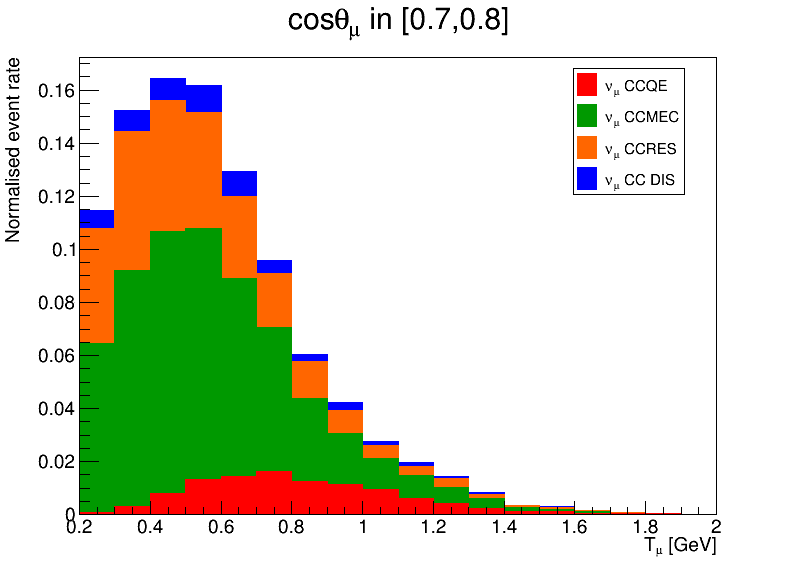 cosθμ in [0.7,0.8]
Normalised event rate
0.16
0.14
0.12
0.1
0.08
0.06
0.04
0.02
0
νμ CCQE
νμ CCMEC
νμ CCRES
νμ CC DIS
0.2 0.4 0.6 0.8 1 1.2 1.4 1.6 1.8 2
Tμ [GeV]